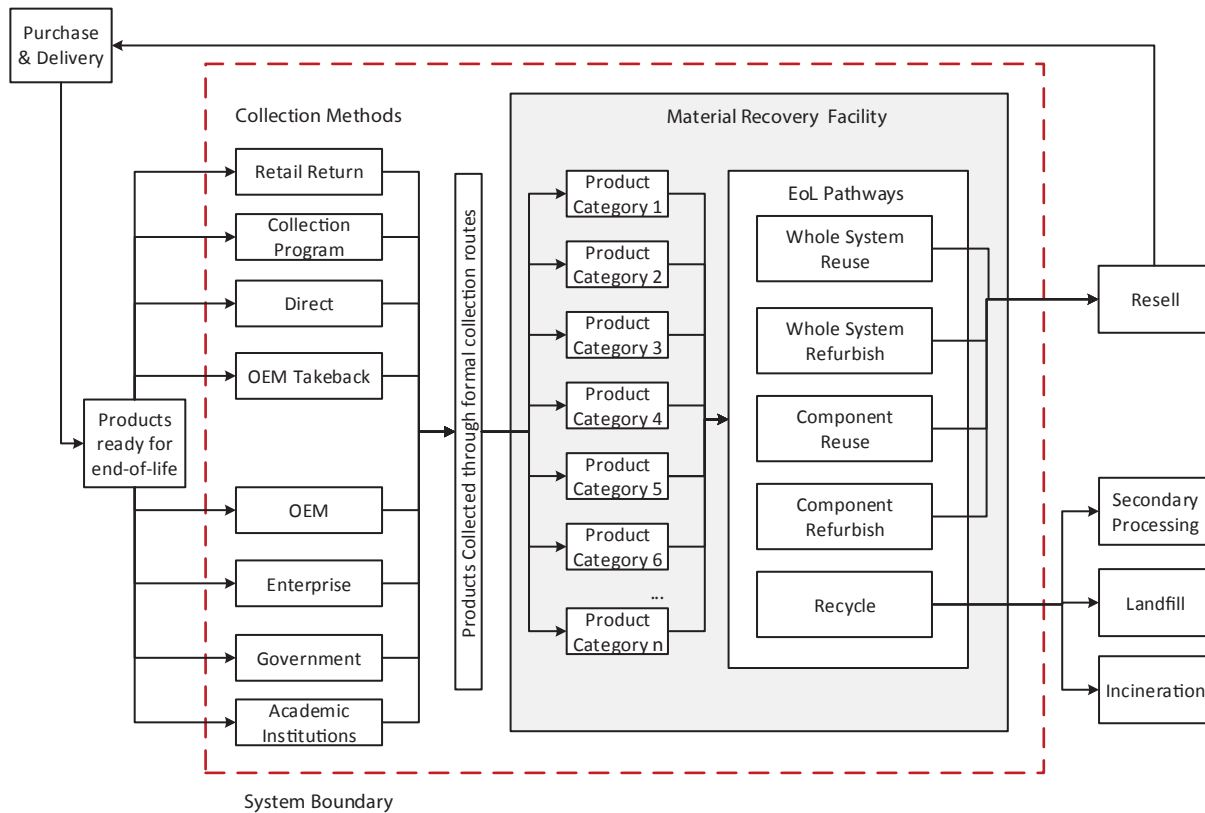 Purchase
& Delivery
Collection Methods
Retail Return
Collection
Program
Direct
OEM Takeback
Products
ready for
end-of-life
OEM
Enterprise
Government
Academic
Institutions
Products Collected through formal collection routes
Material Recovery Facility
Product
Category 1
Product
Category 2
Product
Category 3
Product
Category 4
Product
Category 5
Product
Category 6
...
Product
Category n
EoL Pathways
Whole System
Reuse
Whole System
Refurbish
Component
Reuse
Component
Refurbish
Recycle
Resell
Secondary
Processing
Landfill
Incineration
System Boundary